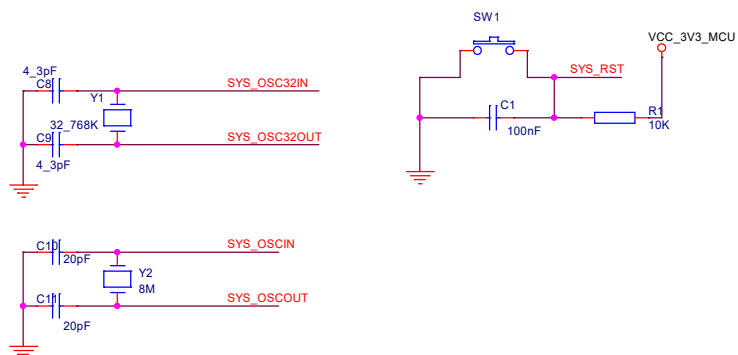 SW1
VCC_3V3_MCU
4_3pF
C8
SYS_OSC32IN
SYS_RST
Y1
C1
R1
32_768K
100nF
10K
C9
SYS_OSC32OUT
4_3pF
C10
SYS_OSCIN
20pF
Y2
8M
C11
SYS_OSCOUT
20pF